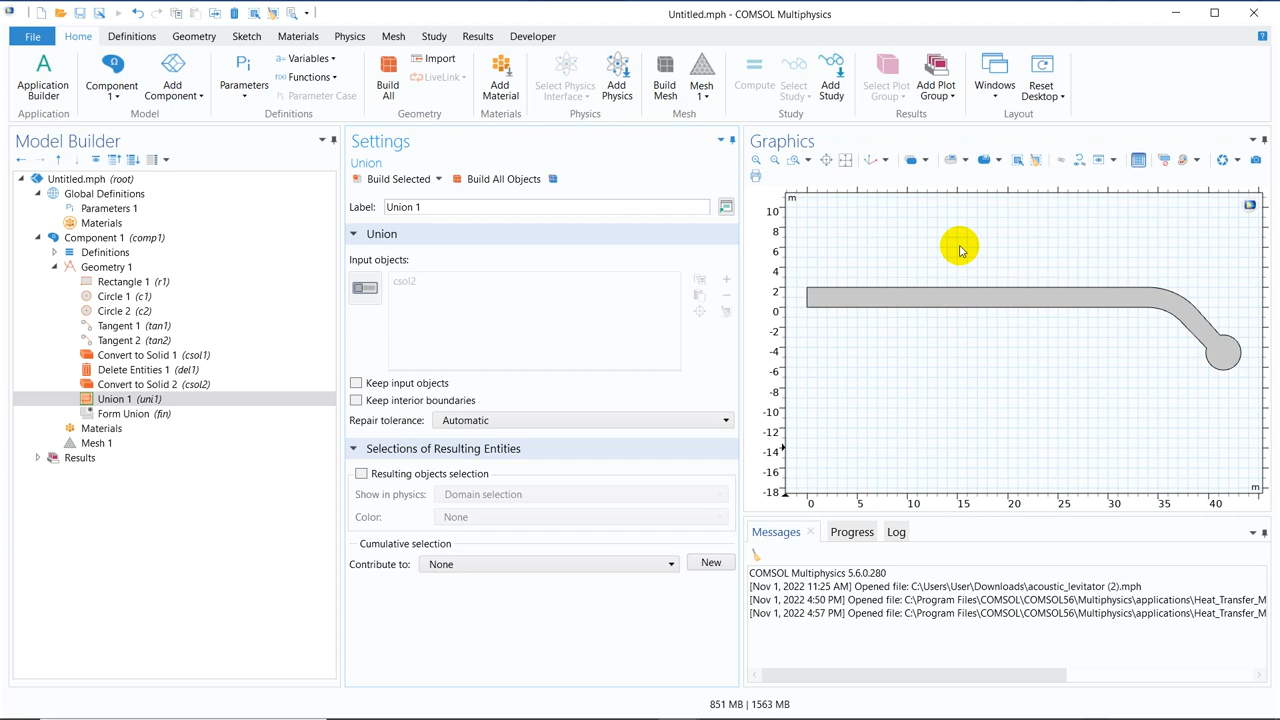 Untitled.mph - COMSOL Multiphysics
File Home Definitions Geometry Sketch Materials Physics Mesh Study Results Developer
Application Builder
Component 1
Add Component
Pi Parameters
a= Variables
f(x) Functions
Parameter Case
Build All
Import
LiveLink
Add Material
Select Physics Interface
Add Physics
Build Mesh
Mesh 1
Compute
Select Study
Add Study
Select Plot Group
Add Plot Group
Windows
Reset Desktop
Application Model Definitions Geometry Materials Physics Mesh Study Results Layout
Model Builder
Untitled.mph (root)
Global Definitions
Pi Parameters 1
Materials
Component 1 (comp1)
Definitions
Geometry 1
Rectangle 1 (r1)
Circle 1 (c1)
Circle 2 (c2)
Tangent 1 (tan1)
Tangent 2 (tan2)
Convert to Solid 1 (csol1)
Delete Entities 1 (del1)
Convert to Solid 2 (csol2)
Union 1 (uni1)
Form Union (fin)
Materials
Mesh 1
Results
Settings
Union
Build Selected Build All Objects
Label: Union 1
Union
Input objects:
csol2
Keep input objects
Keep interior boundaries
Repair tolerance: Automatic
Selections of Resulting Entities
Resulting objects selection
Show in physics: Domain selection
Color: None
Cumulative selection
Contribute to: None New
Graphics
m
10
8
6
4
2
0
-2
-4
-6
-8
-10
-12
-14
-16
-18
m
0 5 10 15 20 25 30 35 40
Messages Progress Log
COMSOL Multiphysics 5.6.0.280
[Nov 1, 2022 11:25 AM] Opened file: C:\Users\User\Downloads\acoustic_levitator (2).mph
[Nov 1, 2022 4:50 PM] Opened file: C:\Program Files\COMSOL\COMSOL56\Multiphysics\applications\Heat_Transfer_M
[Nov 1, 2022 4:57 PM] Opened file: C:\Program Files\COMSOL\COMSOL56\Multiphysics\applications\Heat_Transfer_M
851 MB | 1563 MB